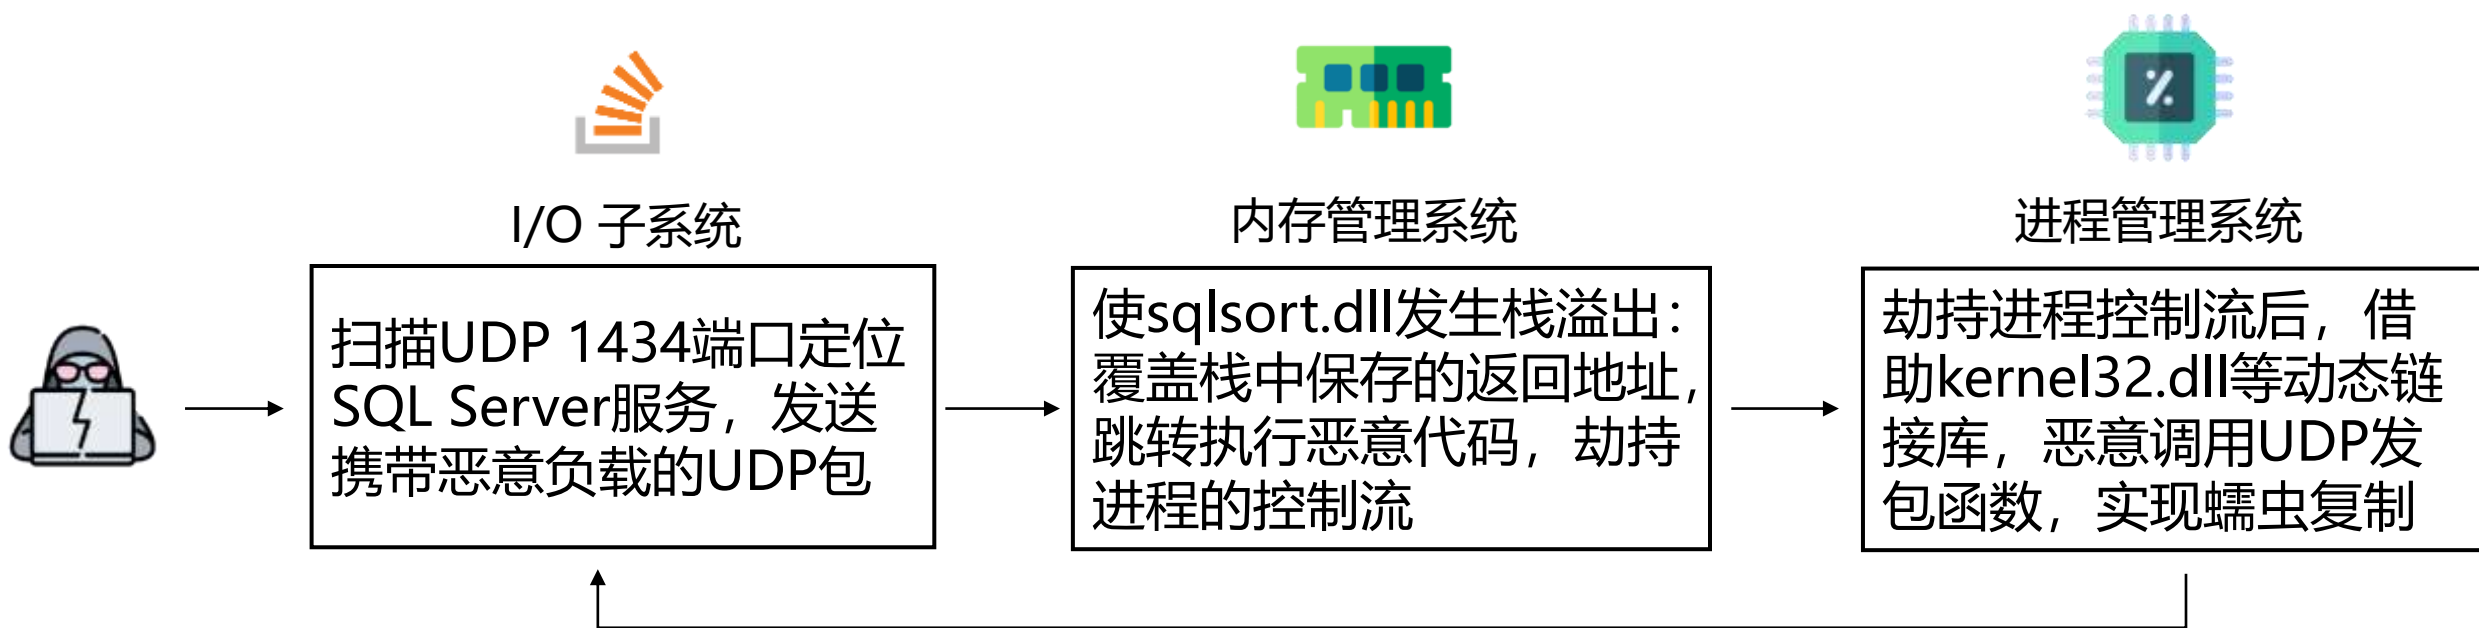 I/O 子系统
扫描UDP 1434端口定位
SQL Server服务，发送
携带恶意负载的UDP包
内存管理系统
使sqlsort.dll发生栈溢出：
覆盖栈中保存的返回地址，
跳转执行恶意代码，劫持
进程的控制流
进程管理系统
劫持进程控制流后，借
助kernel32.dll等动态链
接库，恶意调用UDP发
包函数，实现蠕虫复制